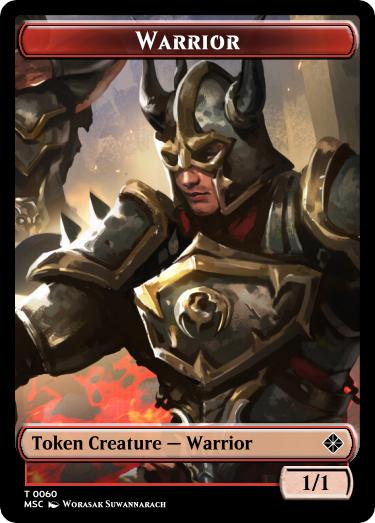 Warrior
Token Creature — Warrior
1/1
T 0060
MSC Worasak Suwannarach